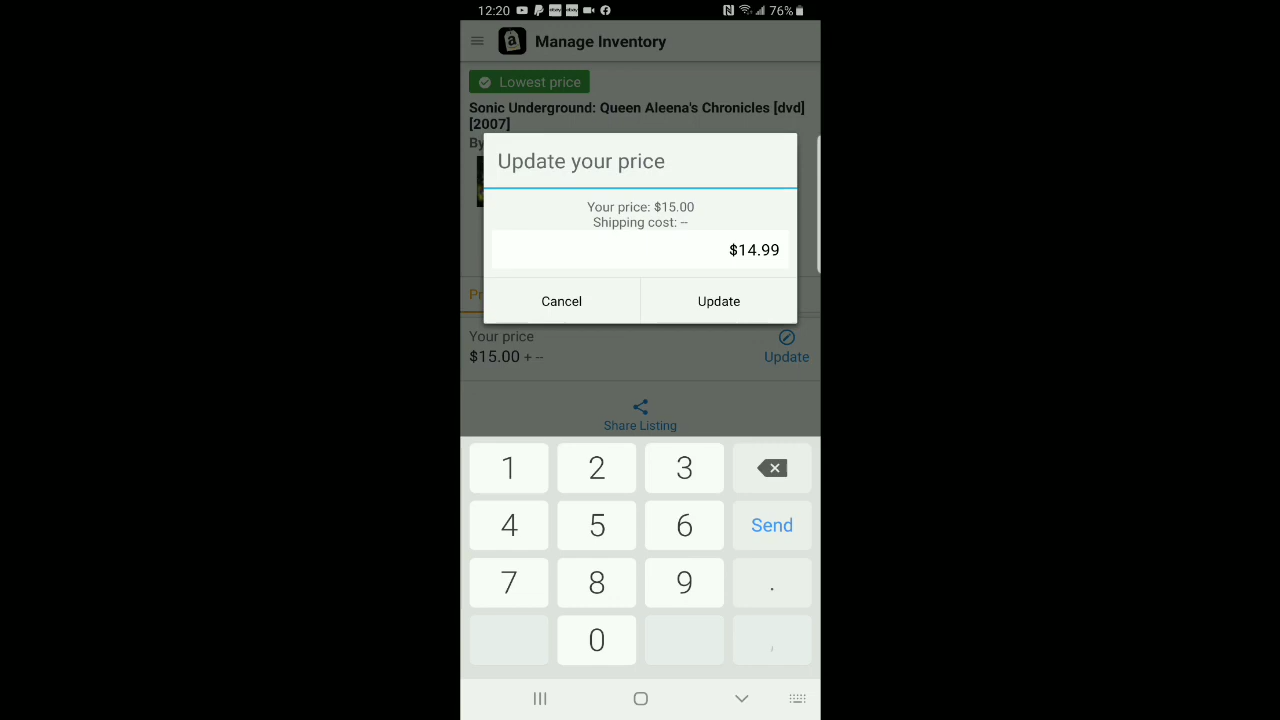 12:20
76%
Manage Inventory
Lowest price
Sonic Underground: Queen Aleena's Chronicles [dvd]
[2007]
By
Update your price
Your price: $15.00
Shipping cost: --
$14.99
Cancel
Update
Pr
Your price
$15.00 + --
Update
Share Listing
1 2 3
4 5 6 Send
7 8 9 .
0 ,